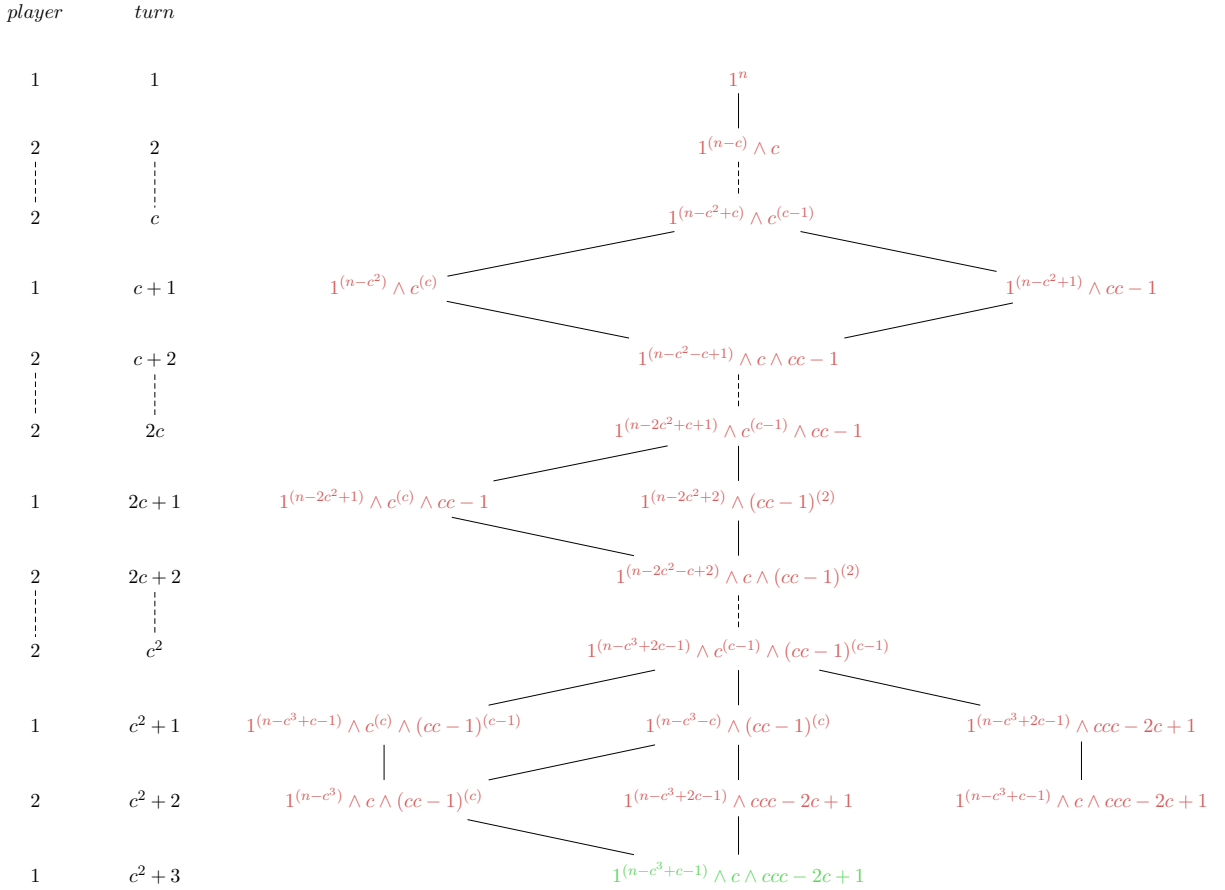 player turn
1 1 1^n
2 2 1^{(n-c)} ∧ c
2 c 1^{(n-c^2+c)} ∧ c^{(c-1)}
1 c + 1 1^{(n-c^2)} ∧ c^{(c)} 1^{(n-c^2+1)} ∧ cc − 1
2 c + 2 1^{(n-c^2-c+1)} ∧ c ∧ cc − 1
2 2c 1^{(n-2c^2+c+1)} ∧ c^{(c-1)} ∧ cc − 1
1 2c + 1 1^{(n-2c^2+1)} ∧ c^{(c)} ∧ cc − 1 1^{(n-2c^2+2)} ∧ (cc − 1)^{(2)}
2 2c + 2 1^{(n-2c^2-c+2)} ∧ c ∧ (cc − 1)^{(2)}
2 c^2 1^{(n-c^3+2c-1)} ∧ c^{(c-1)} ∧ (cc − 1)^{(c-1)}
1 c^2 + 1 1^{(n-c^3+c-1)} ∧ c^{(c)} ∧ (cc − 1)^{(c-1)} 1^{(n-c^3-c)} ∧ (cc − 1)^{(c)} 1^{(n-c^3+2c-1)} ∧ ccc − 2c + 1
2 c^2 + 2 1^{(n-c^3)} ∧ c ∧ (cc − 1)^{(c)} 1^{(n-c^3+2c-1)} ∧ ccc − 2c + 1 1^{(n-c^3+c-1)} ∧ c ∧ ccc − 2c + 1
1 c^2 + 3 1^{(n-c^3+c-1)} ∧ c ∧ ccc − 2c + 1